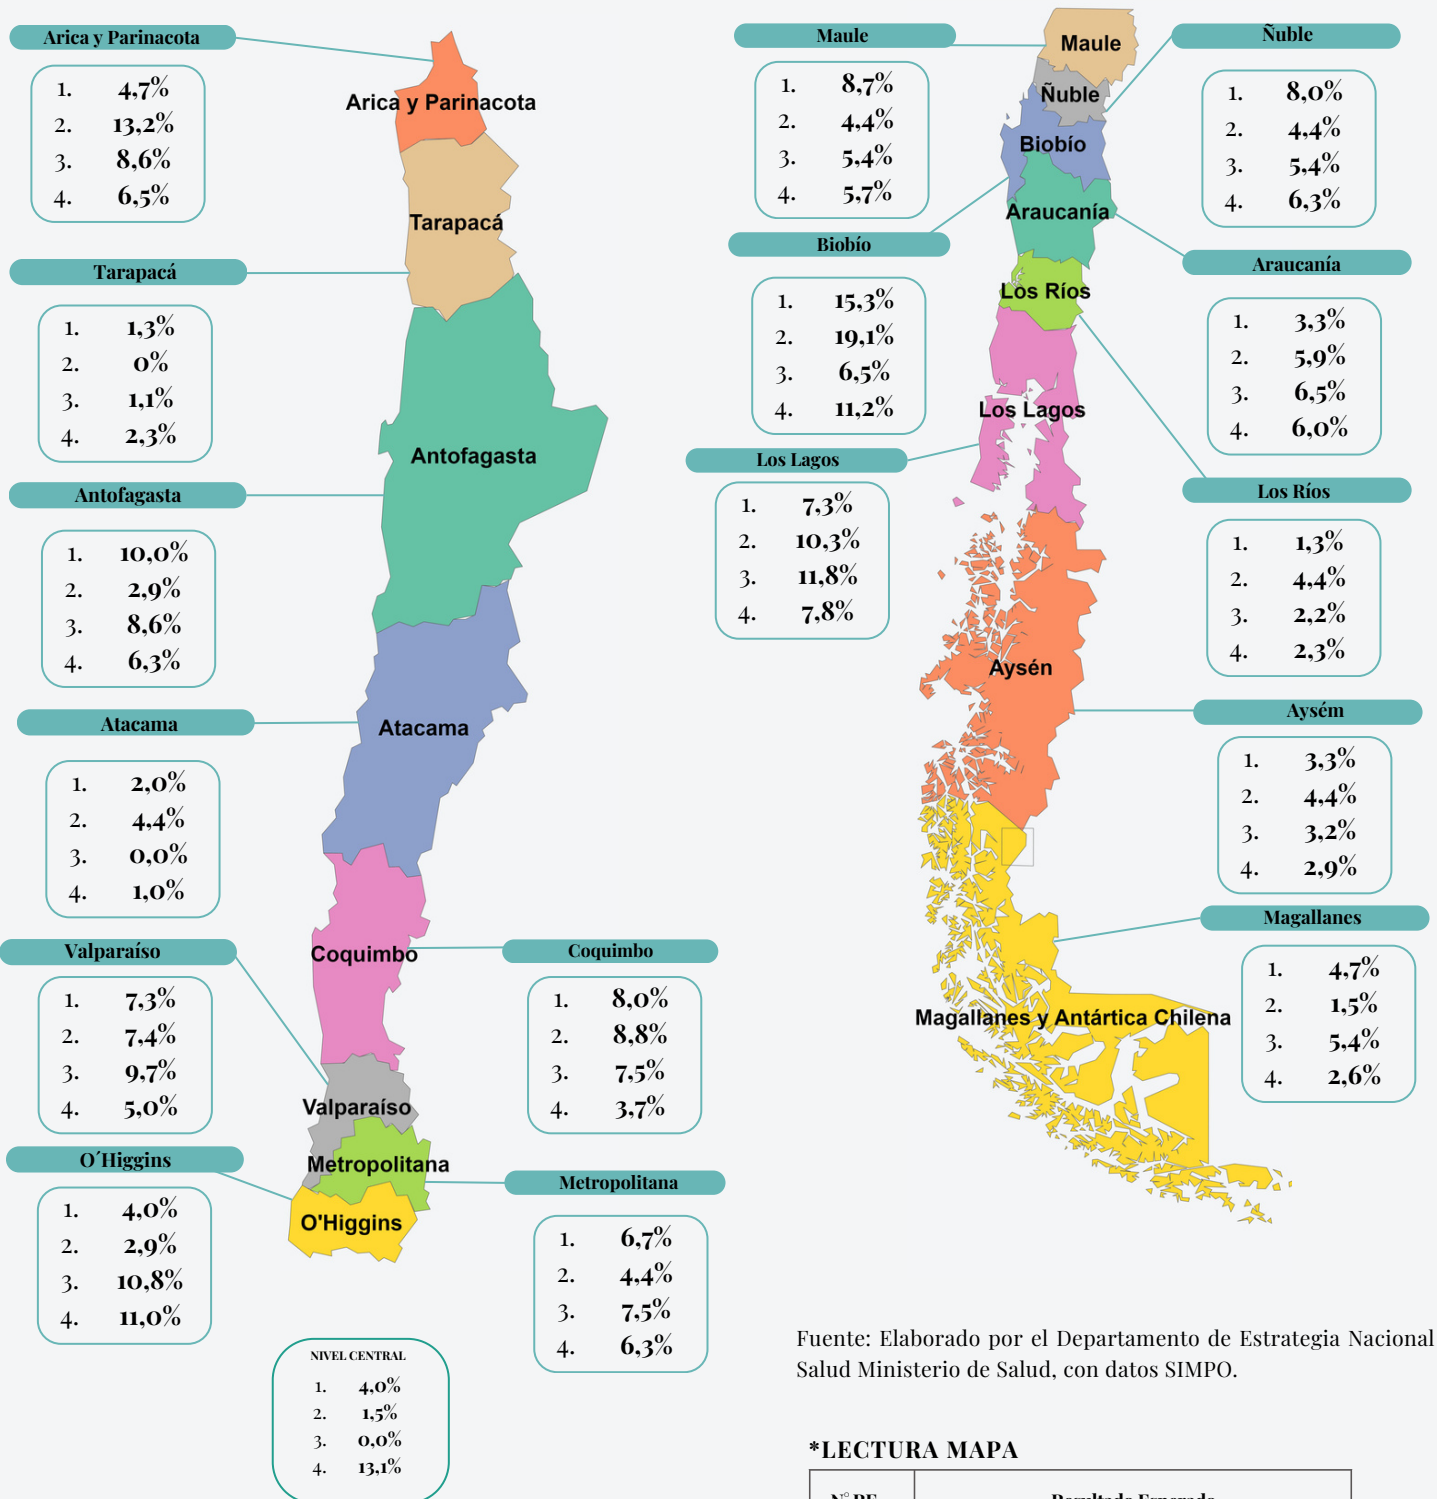 Arica y Parinacota
1. 4,7%
2. 13,2%
3. 8,6%
4. 6,5%
Tarapacá
1. 1,3%
2. 0%
3. 1,1%
4. 2,3%
Antofagasta
1. 10,0%
2. 2,9%
3. 8,6%
4. 6,3%
Atacama
1. 2,0%
2. 4,4%
3. 0,0%
4. 1,0%
Valparaíso
1. 7,3%
2. 7,4%
3. 9,7%
4. 5,0%
O´Higgins
1. 4,0%
2. 2,9%
3. 10,8%
4. 11,0%
Arica y Parinacota
Tarapacá
Antofagasta
Atacama
Coquimbo
Valparaíso
Metropolitana
O'Higgins
Coquimbo
1. 8,0%
2. 8,8%
3. 7,5%
4. 3,7%
Metropolitana
1. 6,7%
2. 4,4%
3. 7,5%
4. 6,3%
NIVEL CENTRAL
1. 4,0%
2. 1,5%
3. 0,0%
4. 13,1%
Maule
1. 8,7%
2. 4,4%
3. 5,4%
4. 5,7%
Biobío
1. 15,3%
2. 19,1%
3. 6,5%
4. 11,2%
Los Lagos
1. 7,3%
2. 10,3%
3. 11,8%
4. 7,8%
Maule
Ñuble
Biobío
Araucanía
Los Ríos
Los Lagos
Aysén
Magallanes y Antártica Chilena
Ñuble
1. 8,0%
2. 4,4%
3. 5,4%
4. 6,3%
Araucanía
1. 3,3%
2. 5,9%
3. 6,5%
4. 6,0%
Los Ríos
1. 1,3%
2. 4,4%
3. 2,2%
4. 2,3%
Aysém
1. 3,3%
2. 4,4%
3. 3,2%
4. 2,9%
Magallanes
1. 4,7%
2. 1,5%
3. 5,4%
4. 2,6%
Fuente: Elaborado por el Departamento de Estrategia Nacional
Salud Ministerio de Salud, con datos SIMPO.
*LECTURA MAPA
N° RE
Resultado Esperado